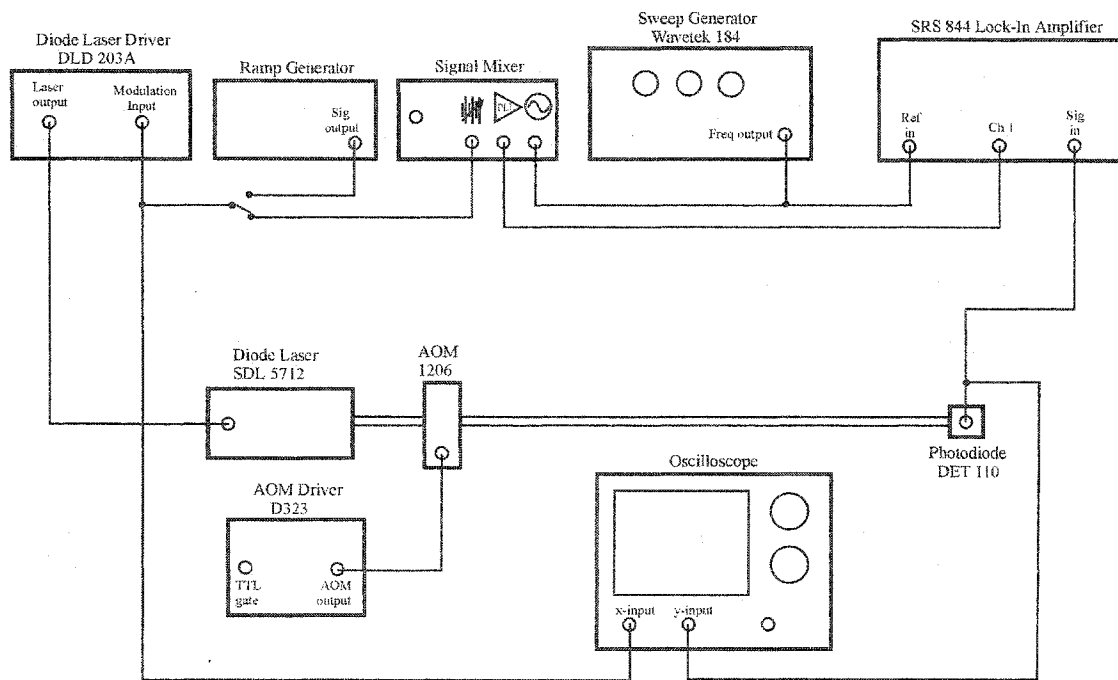 Sweep Generator
Wavetek 184
Diode Laser Driver
DLD 203A
SRS 844 Lock-In Amplifier
Ramp Generator
Signal Mixer
Laser
output
Modulation
Input
Sig
output
Freq output
Ref
in
Ch 1
Sig
in
Diode Laser
SDL 5712
AOM
1206
Photodiode
DET 110
Oscilloscope
AOM Driver
D323
TTL
gate
AOM
output
x-input
y-input